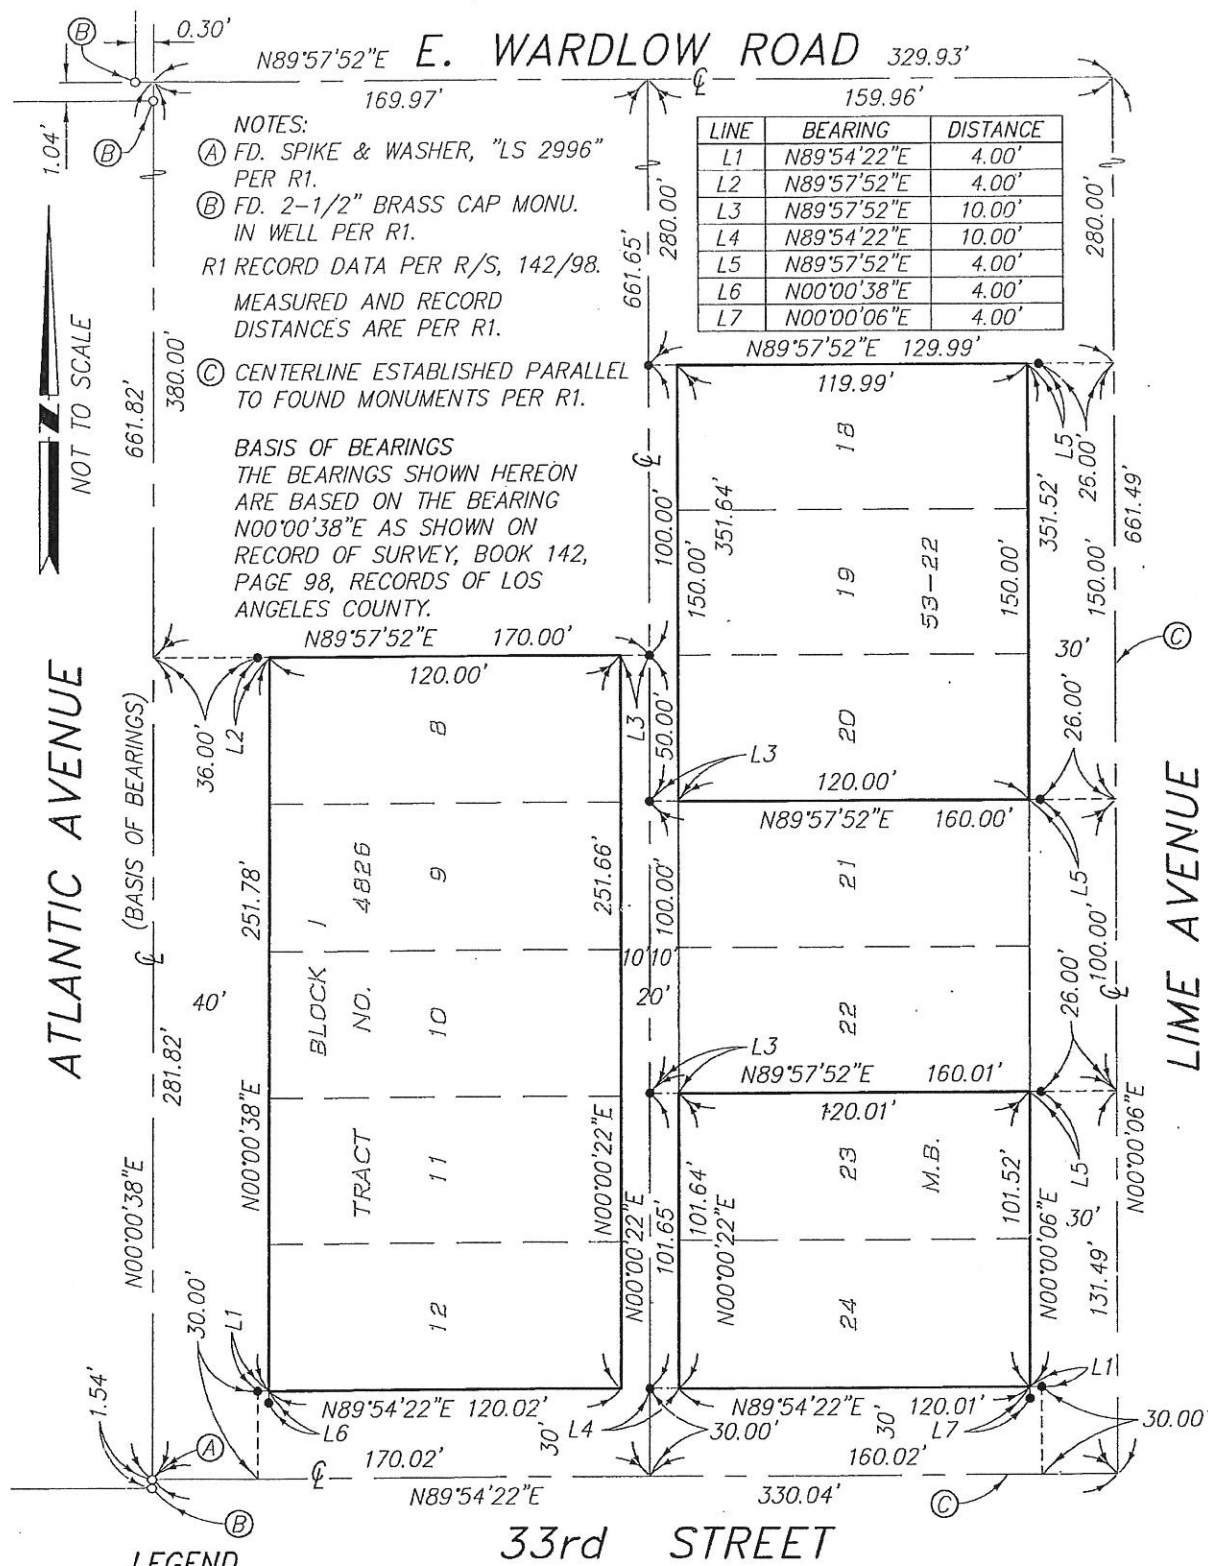 B
0.30'
N89°57'52"E E. WARDLOW ROAD 329.93'
℄
169.97'
159.96'
1.04'
B
NOTES:
A FD. SPIKE & WASHER, "LS 2996"
PER R1.
B FD. 2-1/2" BRASS CAP MONU.
IN WELL PER R1.
R1 RECORD DATA PER R/S, 142/98.
MEASURED AND RECORD
DISTANCES ARE PER R1.
C CENTERLINE ESTABLISHED PARALLEL
TO FOUND MONUMENTS PER R1.
BASIS OF BEARINGS
THE BEARINGS SHOWN HEREON
ARE BASED ON THE BEARING
N00°00'38"E AS SHOWN ON
RECORD OF SURVEY, BOOK 142,
PAGE 98, RECORDS OF LOS
ANGELES COUNTY.
LINE BEARING DISTANCE
L1 N89°54'22"E 4.00'
L2 N89°57'52"E 4.00'
L3 N89°57'52"E 10.00'
L4 N89°54'22"E 10.00'
L5 N89°57'52"E 4.00'
L6 N00°00'38"E 4.00'
L7 N00°00'06"E 4.00'
NOT TO SCALE
661.82'
380.00'
661.65'
280.00'
280.00'
N89°57'52"E 129.99'
119.99'
18
℄
L5
26.00'
100.00'
351.64'
351.52'
661.49'
150.00'
19
53-22
150.00'
150.00'
C
30'
N89°57'52"E 170.00'
120.00'
ATLANTIC AVENUE
(BASIS OF BEARINGS)
36.00'
L2
8
L3
50.00'
20
26.00'
L3
120.00'
N89°57'52"E 160.00'
L5
LIME AVENUE
251.78'
BLOCK 1
TRACT NO. 4826
9
251.66'
100.00'
21
100.00'
℄
℄
40'
10
10'
10'
20'
22
26.00'
281.82'
L3
N89°57'52"E 160.01'
120.01'
L5
N00°00'38"E
N00°00'38"E
11
N00°00'22"E
N00°00'22"E
101.65'
101.64'
N00°00'22"E
23
M.B.
101.52'
N00°00'06"E
30'
N00°00'06"E
131.49'
30.00'
L1
12
24
L1
1.54'
N89°54'22"E 120.02'
N89°54'22"E 120.01'
L6
30'
L4
30.00'
30'
L7
30.00'
A
℄
170.02'
160.02'
N89°54'22"E
330.04'
C
B
33rd STREET
LEGEND